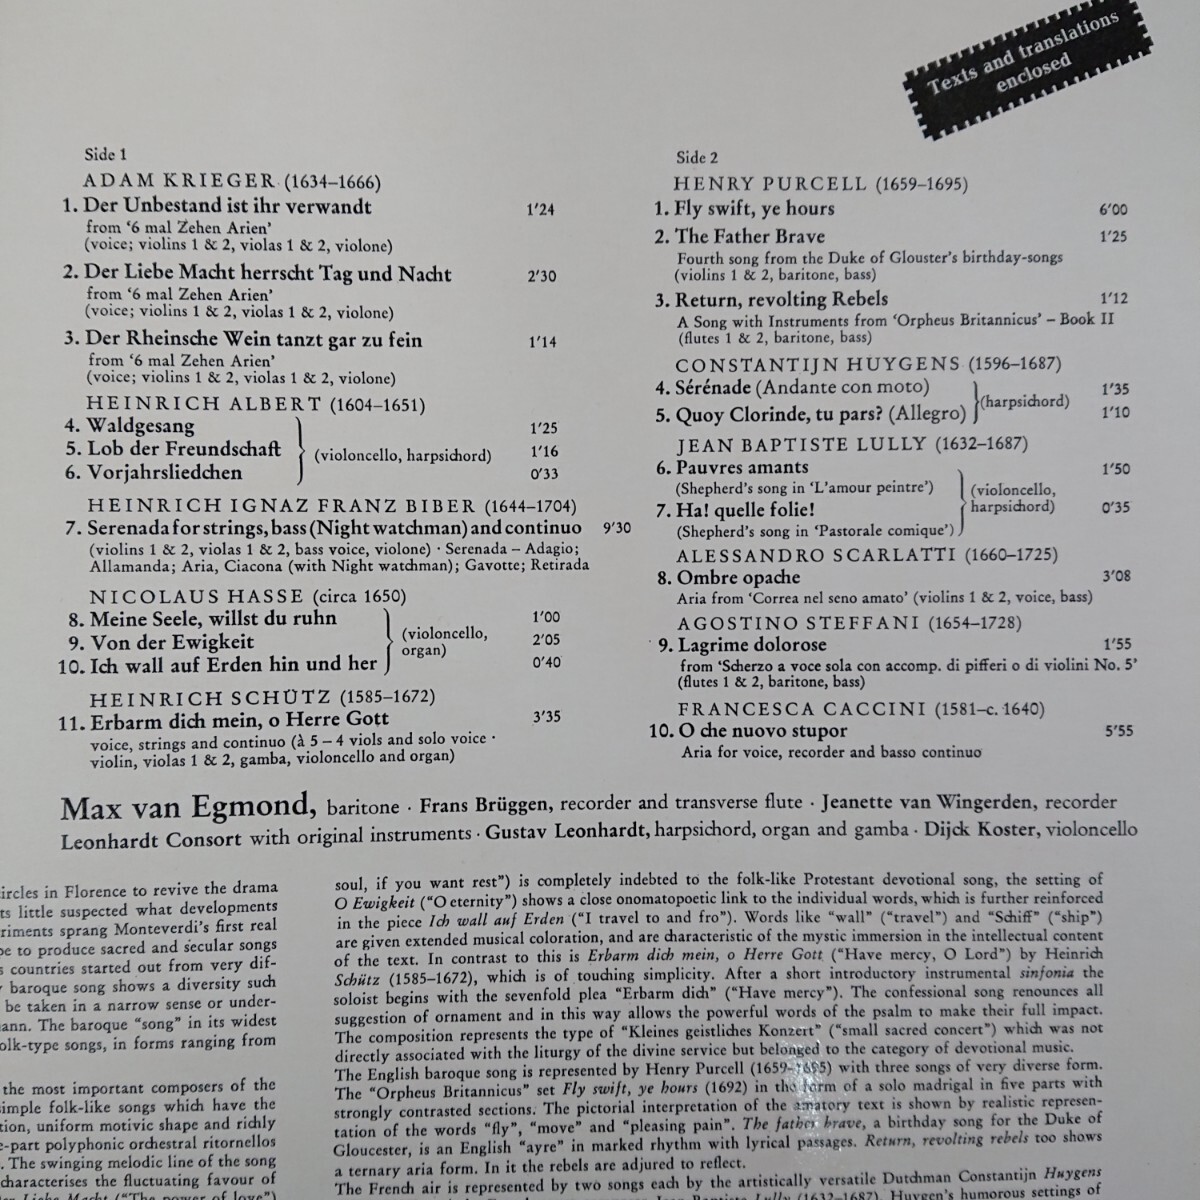 Texts and translations
enclosed
Side 1
ADAM KRIEGER (1634–1666)
1. Der Unbestand ist ihr verwandt 1'24
from ‘6 mal Zehen Arien’
(voice; violins 1 & 2, violas 1 & 2, violone)
2. Der Liebe Macht herrscht Tag und Nacht 2'30
from ‘6 mal Zehen Arien’
(voice; violins 1 & 2, violas 1 & 2, violone)
3. Der Rheinsche Wein tanzt gar zu fein 1'14
from ‘6 mal Zehen Arien’
(voice; violins 1 & 2, violas 1 & 2, violone)
HEINRICH ALBERT (1604–1651)
4. Waldgesang 1'25
5. Lob der Freundschaft (violoncello, harpsichord) 1'16
6. Vorjahrsliedchen 0'33
HEINRICH IGNAZ FRANZ BIBER (1644–1704)
7. Serenada for strings, bass (Night watchman) and continuo 9'30
(violins 1 & 2, violas 1 & 2, bass voice, violone) · Serenada – Adagio;
Allamanda; Aria, Ciacona (with Night watchman); Gavotte; Retirada
NICOLAUS HASSE (circa 1650)
8. Meine Seele, willst du ruhn 1'00
9. Von der Ewigkeit (violoncello, organ) 2'05
10. Ich wall auf Erden hin und her 0'40
HEINRICH SCHÜTZ (1585–1672)
11. Erbarm dich mein, o Herre Gott 3'35
voice, strings and continuo (à 5 – 4 viols and solo voice ·
violin, violas 1 & 2, gamba, violoncello and organ)
Side 2
HENRY PURCELL (1659–1695)
1. Fly swift, ye hours 6'00
2. The Father Brave 1'25
Fourth song from the Duke of Glouster's birthday-songs
(violins 1 & 2, baritone, bass)
3. Return, revolting Rebels 1'12
A Song with Instruments from ‘Orpheus Britannicus’ – Book II
(flutes 1 & 2, baritone, bass)
CONSTANTIJN HUYGENS (1596–1687)
4. Sérénade (Andante con moto) (harpsichord) 1'35
5. Quoy Clorinde, tu pars? (Allegro) 1'10
JEAN BAPTISTE LULLY (1632–1687)
6. Pauvres amants 1'50
(Shepherd's song in ‘L'amour peintre’) (violoncello,
7. Ha! quelle folie! harpsichord) 0'35
(Shepherd's song in ‘Pastorale comique’)
ALESSANDRO SCARLATTI (1660–1725)
8. Ombre opache 3'08
Aria from ‘Correa nel seno amato’ (violins 1 & 2, voice, bass)
AGOSTINO STEFFANI (1654–1728)
9. Lagrime dolorose 1'55
from ‘Scherzo a voce sola con accomp. di pifferi o di violini No. 5’
(flutes 1 & 2, baritone, bass)
FRANCESCA CACCINI (1581–c. 1640)
10. O che nuovo stupor 5'55
Aria for voice, recorder and basso continuo
Max van Egmond, baritone · Frans Brüggen, recorder and transverse flute · Jeanette van Wingerden, recorder
Leonhardt Consort with original instruments · Gustav Leonhardt, harpsichord, organ and gamba · Dijck Koster, violoncello
ircles in Florence to revive the drama
ts little suspected what developments
riments sprang Monteverdi's first real
pe to produce sacred and secular songs
s countries started out from very dif-
baroque song shows a diversity such
be taken in a narrow sense or under-
ann. The baroque “song” in its widest
olk-type songs, in forms ranging from
the most important composers of the
simple folk-like songs which have the
tion, uniform motivic shape and richly
e-part polyphonic orchestral ritornellos
. The swinging melodic line of the song
characterises the fluctuating favour of
Liebe Macht (“The power of love”)
soul, if you want rest”) is completely indebted to the folk-like Protestant devotional song, the setting of
O Ewigkeit (“O eternity”) shows a close onomatopoetic link to the individual words, which is further reinforced
in the piece Ich wall auf Erden (“I travel to and fro”). Words like “wall” (“travel”) and “Schiff” (“ship”)
are given extended musical coloration, and are characteristic of the mystic immersion in the intellectual content
of the text. In contrast to this is Erbarm dich mein, o Herre Gott (“Have mercy, O Lord”) by Heinrich
Schütz (1585–1672), which is of touching simplicity. After a short introductory instrumental sinfonia the
soloist begins with the sevenfold plea “Erbarm dich” (“Have mercy”). The confessional song renounces all
suggestion of ornament and in this way allows the powerful words of the psalm to make their full impact.
The composition represents the type of “Kleines geistliches Konzert” (“small sacred concert”) which was not
directly associated with the liturgy of the divine service but belonged to the category of devotional music.
The English baroque song is represented by Henry Purcell (1659–1695) with three songs of very diverse form.
The “Orpheus Britannicus” set Fly swift, ye hours (1692) in the form of a solo madrigal in five parts with
strongly contrasted sections. The pictorial interpretation of the amatory text is shown by realistic represen-
tation of the words “fly”, “move” and “pleasing pain”. The father brave, a birthday song for the Duke of
Gloucester, is an English “ayre” in marked rhythm with lyrical passages. Return, revolting rebels too shows
a ternary aria form. In it the rebels are adjured to reflect.
The French air is represented by two songs each by the artistically versatile Dutchman Constantijn Huygens
Jean Baptiste Lully (1632–1687). Huygen's humorous settings of